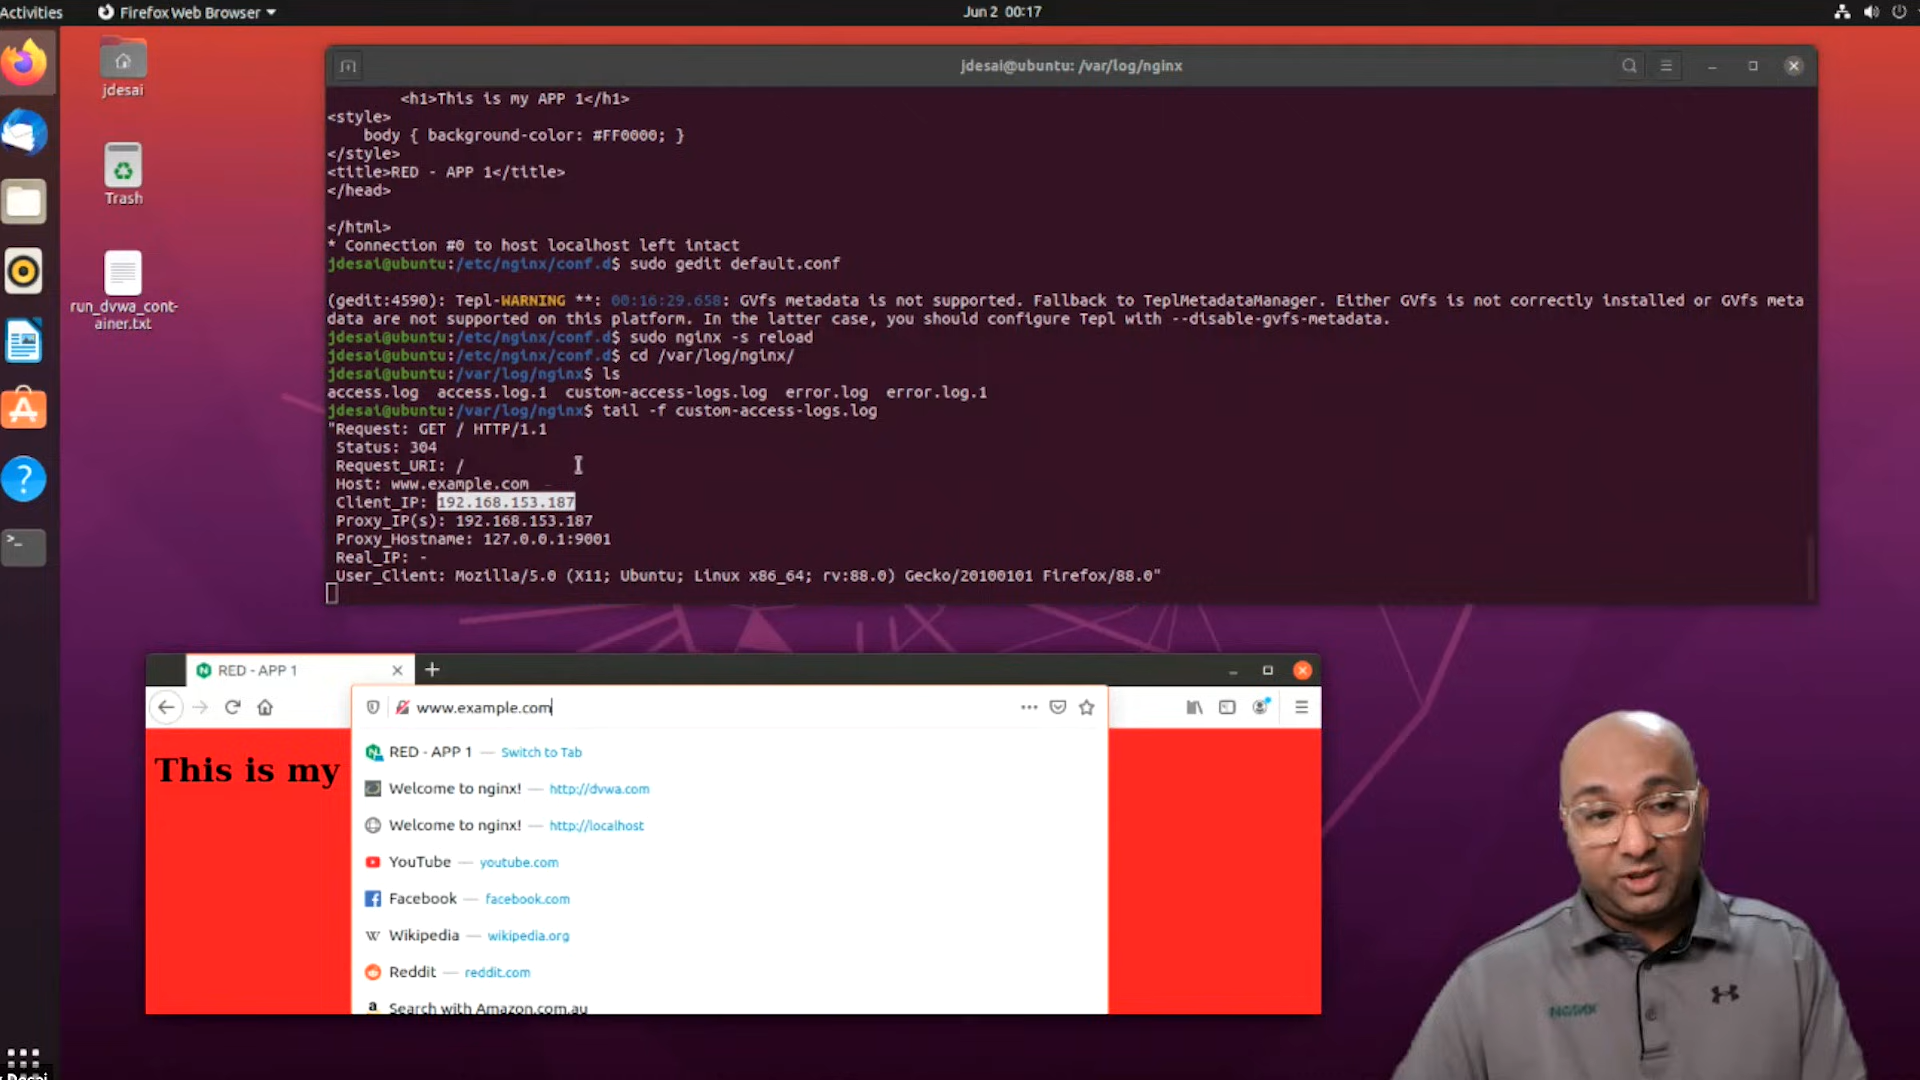 Activities
Firefox Web Browser
Jun 2 00:17
jdesai
Trash
run_dvwa_cont-
ainer.txt
jdesai@ubuntu: /var/log/nginx
<h1>This is my APP 1</h1>
<style>
body { background-color: #FF0000; }
</style>
<title>RED - APP 1</title>
</head>
</html>
* Connection #0 to host localhost left intact
jdesai@ubuntu:/etc/nginx/conf.d$ sudo gedit default.conf
(gedit:4590): Tepl-WARNING **: 00:16:29.658: GVfs metadata is not supported. Fallback to TeplMetadataManager. Either GVfs is not correctly installed or GVfs meta
data are not supported on this platform. In the latter case, you should configure Tepl with --disable-gvfs-metadata.
jdesai@ubuntu:/etc/nginx/conf.d$ sudo nginx -s reload
jdesai@ubuntu:/etc/nginx/conf.d$ cd /var/log/nginx/
jdesai@ubuntu:/var/log/nginx$ ls
access.log access.log.1 custom-access-logs.log error.log error.log.1
jdesai@ubuntu:/var/log/nginx$ tail -f custom-access-logs.log
"Request: GET / HTTP/1.1
Status: 304
Request_URI: /
Host: www.example.com
Client_IP: 192.168.153.187
Proxy_IP(s): 192.168.153.187
Proxy_Hostname: 127.0.0.1:9001
Real_IP: -
User_Client: Mozilla/5.0 (X11; Ubuntu; Linux x86_64; rv:88.0) Gecko/20100101 Firefox/88.0"
RED - APP 1
www.example.com
This is my
RED - APP 1 — Switch to Tab
Welcome to nginx! — http://dvwa.com
Welcome to nginx! — http://localhost
YouTube — youtube.com
Facebook — facebook.com
Wikipedia — wikipedia.org
Reddit — reddit.com
Search with Amazon.com.au
NGINX
Desai